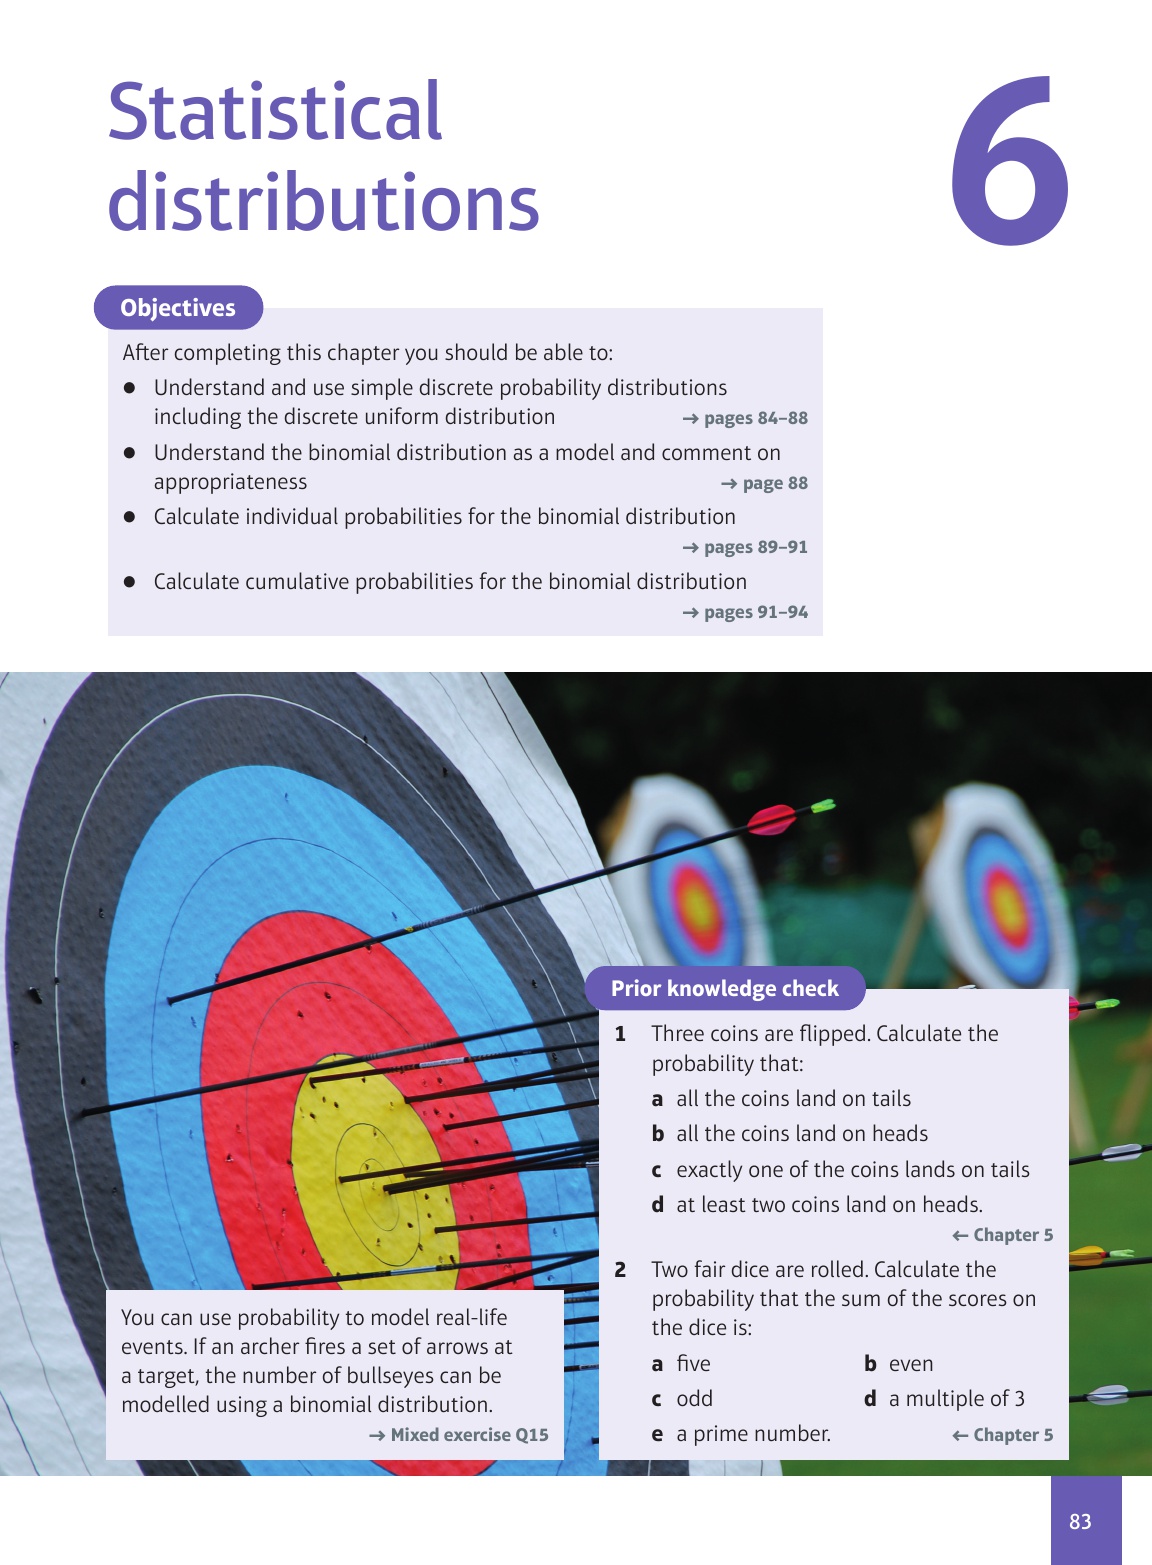 Statistical
distributions
6
Objectives
After completing this chapter you should be able to:
● Understand and use simple discrete probability distributions
including the discrete uniform distribution → pages 84–88
● Understand the binomial distribution as a model and comment on
appropriateness → page 88
● Calculate individual probabilities for the binomial distribution
→ pages 89–91
● Calculate cumulative probabilities for the binomial distribution
→ pages 91–94
Prior knowledge check
1 Three coins are flipped. Calculate the
probability that:
a all the coins land on tails
b all the coins land on heads
c exactly one of the coins lands on tails
d at least two coins land on heads.
← Chapter 5
2 Two fair dice are rolled. Calculate the
probability that the sum of the scores on
the dice is:
a five b even
c odd d a multiple of 3
e a prime number. ← Chapter 5
You can use probability to model real-life
events. If an archer fires a set of arrows at
a target, the number of bullseyes can be
modelled using a binomial distribution.
→ Mixed exercise Q15
83